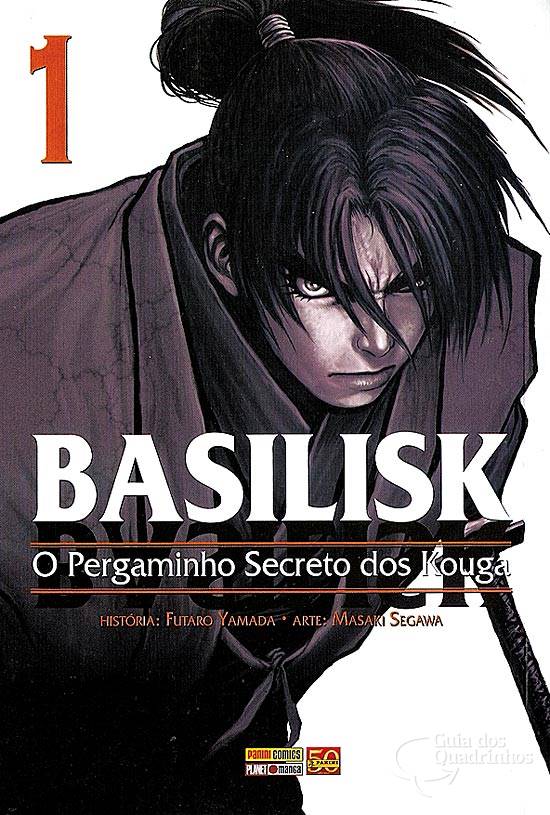 1
BASILISK
O Pergaminho Secreto dos Kouga
HISTÓRIA: FUTARO YAMADA • ARTE: MASAKI SEGAWA
PANINI COMICS
PLANET MANGA
50
PANINI
Guia dos
Quadrinhos